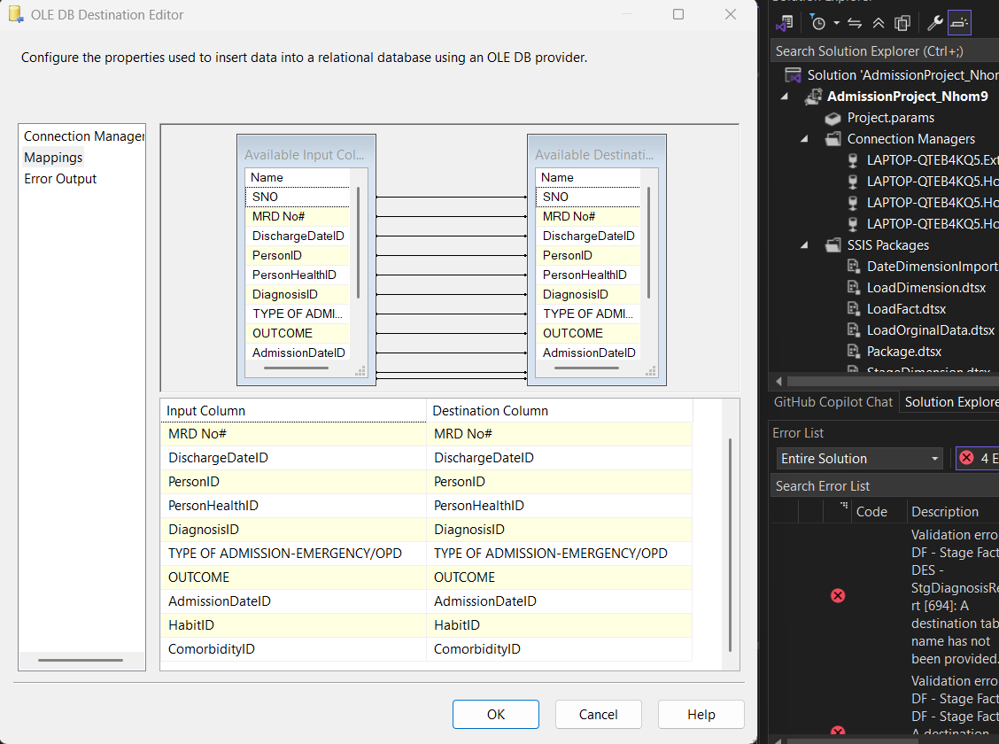 OLE DB Destination Editor
Configure the properties used to insert data into a relational database using an OLE DB provider.
Connection Manager
Mappings
Error Output
Available Input Col...
Name
SNO
MRD No#
DischargeDateID
PersonID
PersonHealthID
DiagnosisID
TYPE OF ADMI...
OUTCOME
AdmissionDateID
Available Destinati...
Name
SNO
MRD No#
DischargeDateID
PersonID
PersonHealthID
DiagnosisID
TYPE OF ADMI...
OUTCOME
AdmissionDateID
Input Column Destination Column
MRD No# MRD No#
DischargeDateID DischargeDateID
PersonID PersonID
PersonHealthID PersonHealthID
DiagnosisID DiagnosisID
TYPE OF ADMISSION-EMERGENCY/OPD TYPE OF ADMISSION-EMERGENCY/OPD
OUTCOME OUTCOME
AdmissionDateID AdmissionDateID
HabitID HabitID
ComorbidityID ComorbidityID
OK Cancel Help
Solution Explorer
Search Solution Explorer (Ctrl+;)
Solution 'AdmissionProject_Nhom
AdmissionProject_Nhom9
Project.params
Connection Managers
LAPTOP-QTEB4KQ5.Ext
LAPTOP-QTEB4KQ5.Ho
LAPTOP-QTEB4KQ5.Ho
LAPTOP-QTEB4KQ5.Ho
SSIS Packages
DateDimensionImport
LoadDimension.dtsx
LoadFact.dtsx
LoadOrginalData.dtsx
Package.dtsx
StageDimension.dtsx
GitHub Copilot Chat Solution Explore
Error List
Entire Solution 4 E
Search Error List
Code Description
Validation erro
DF - Stage Fact
DES -
StgDiagnosisRe
rt [694]: A
destination tab
name has not
been provided.
Validation erro
DF - Stage Fact
DF - Stage Fact
A destination